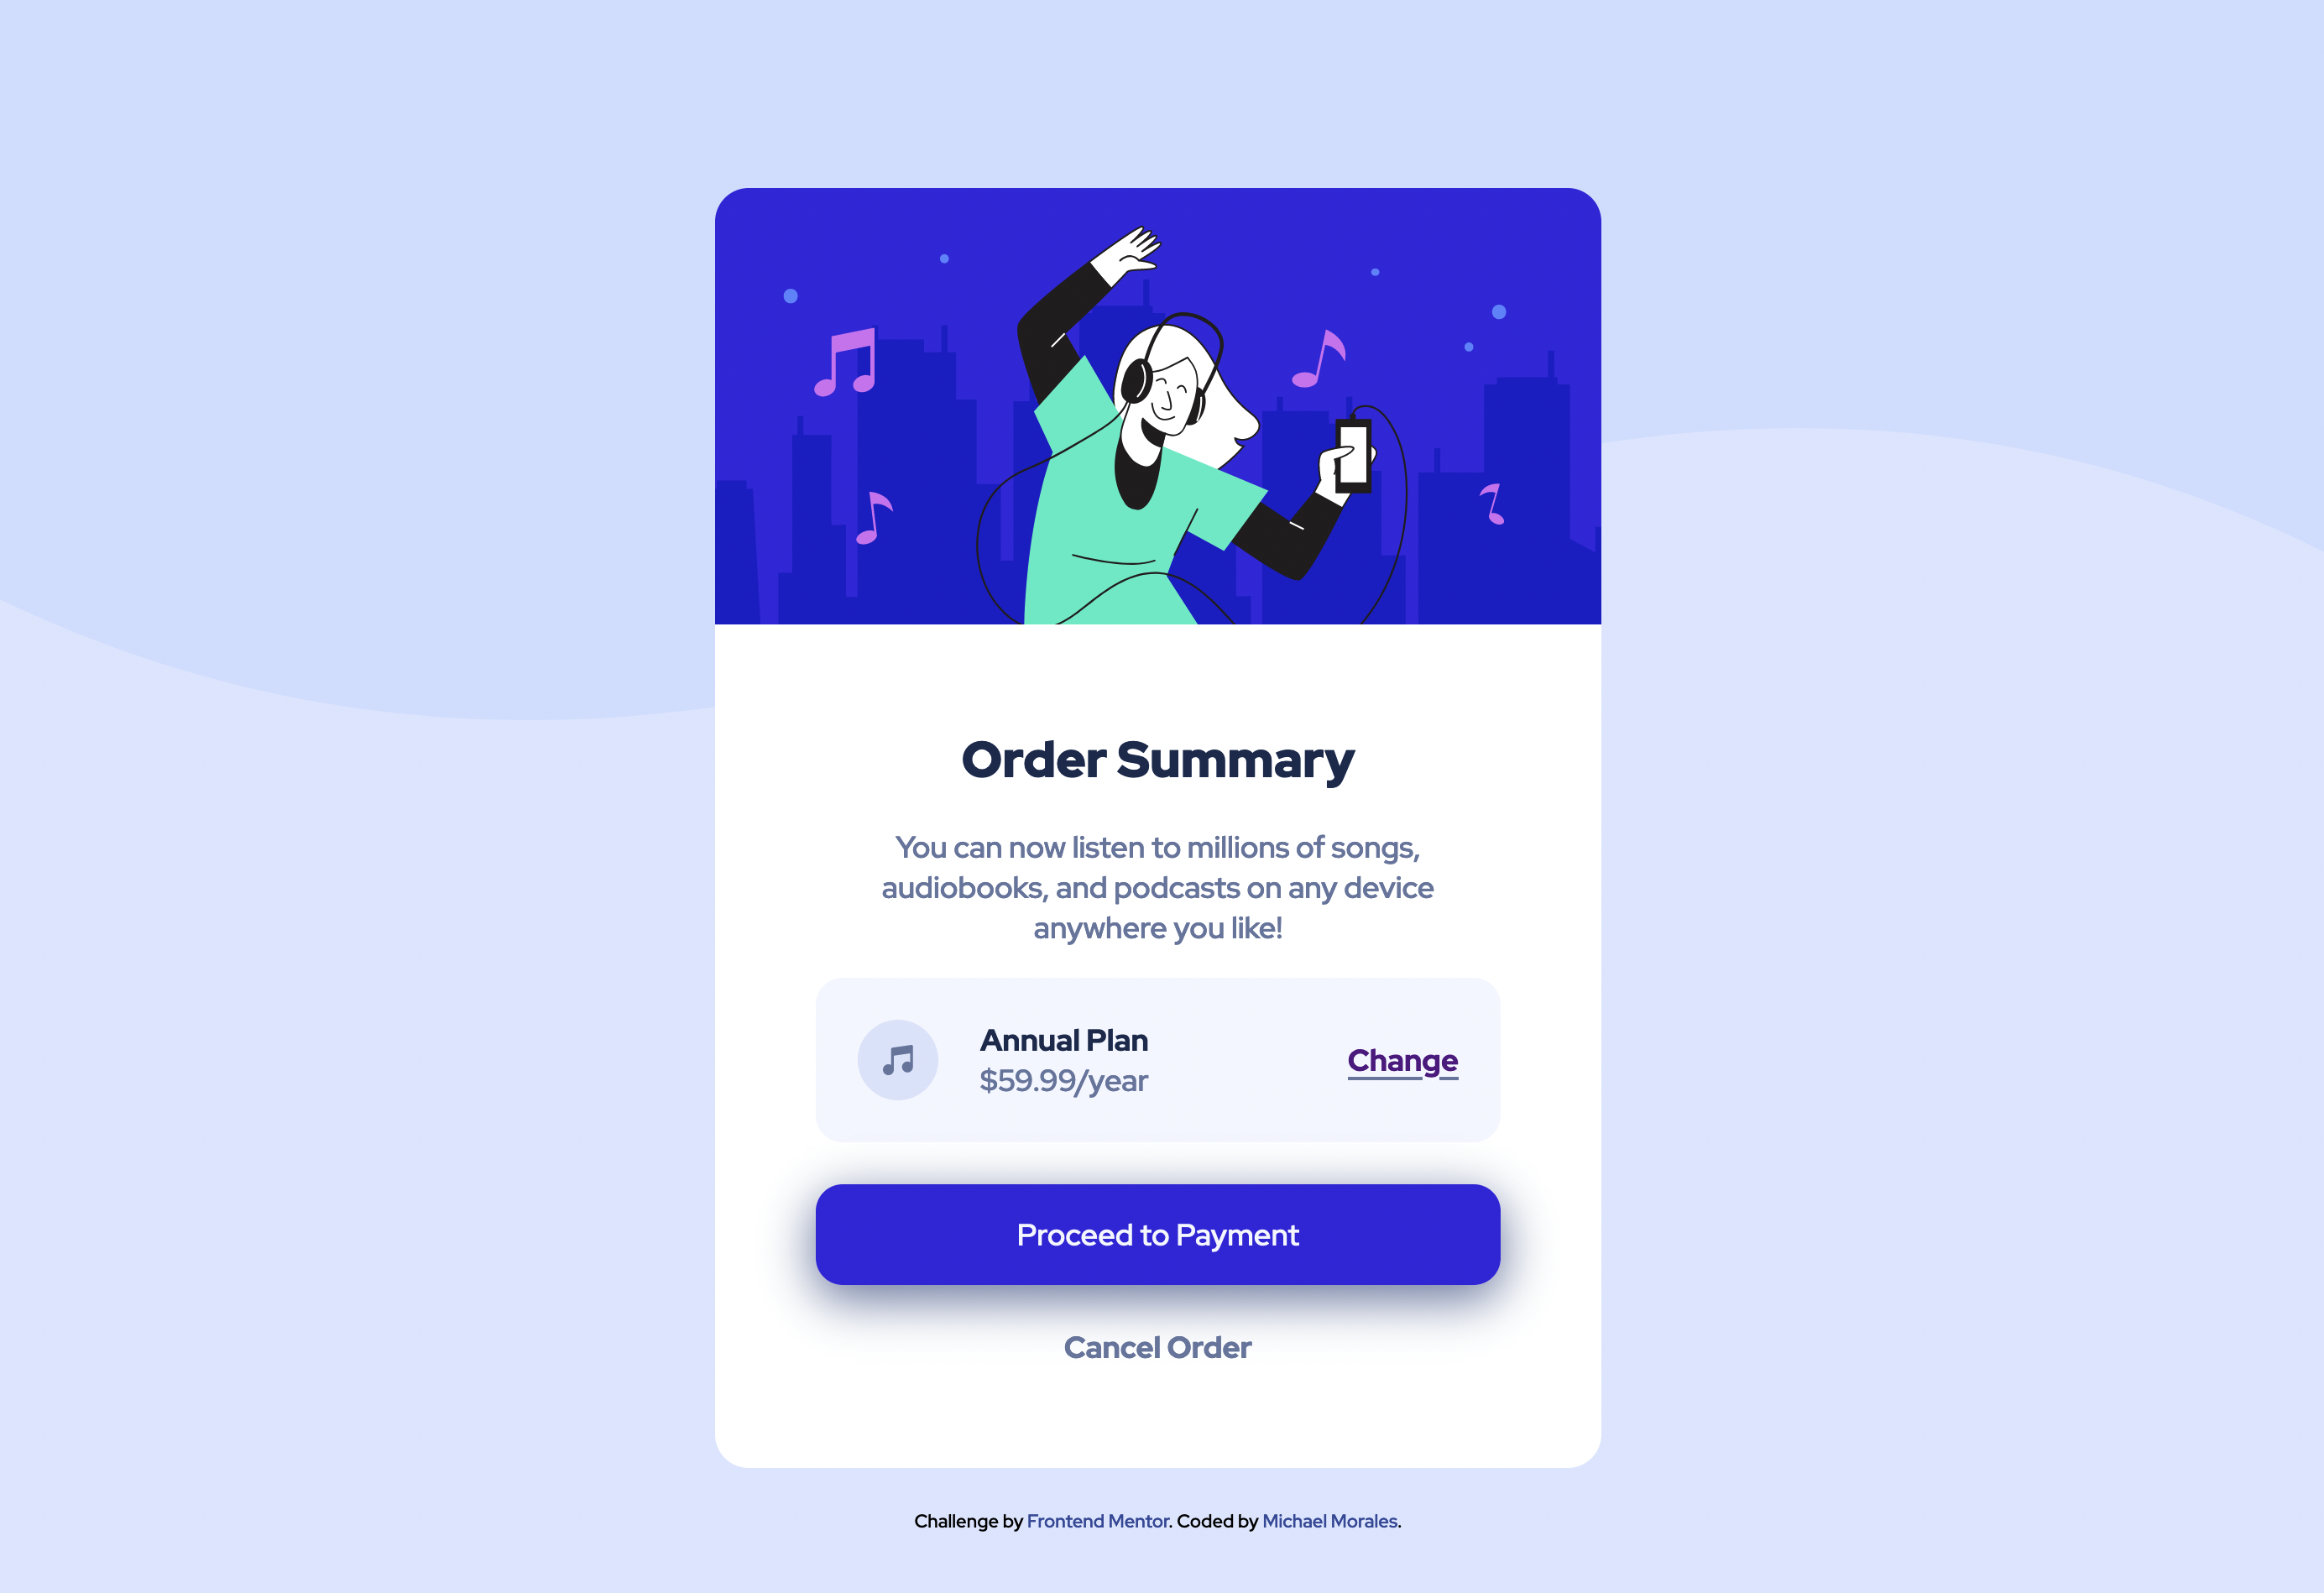 Order Summary
You can now listen to millions of songs,
audiobooks, and podcasts on any device
anywhere you like!
Annual Plan
$59.99/year
Change
Proceed to Payment
Cancel Order
Challenge by Frontend Mentor. Coded by Michael Morales.